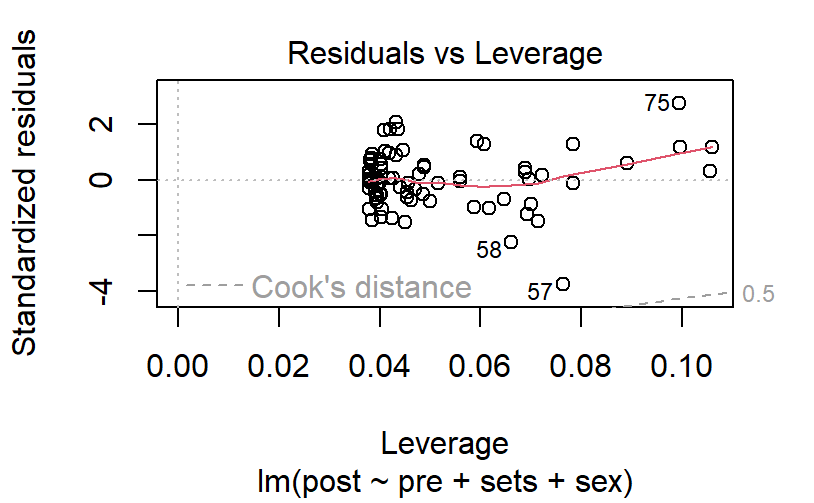 Residuals vs Leverage
Standardized residuals
2
0
-4
75
58
57
Cook's distance
0.5
0.00 0.02 0.04 0.06 0.08 0.10
Leverage
lm(post ~ pre + sets + sex)